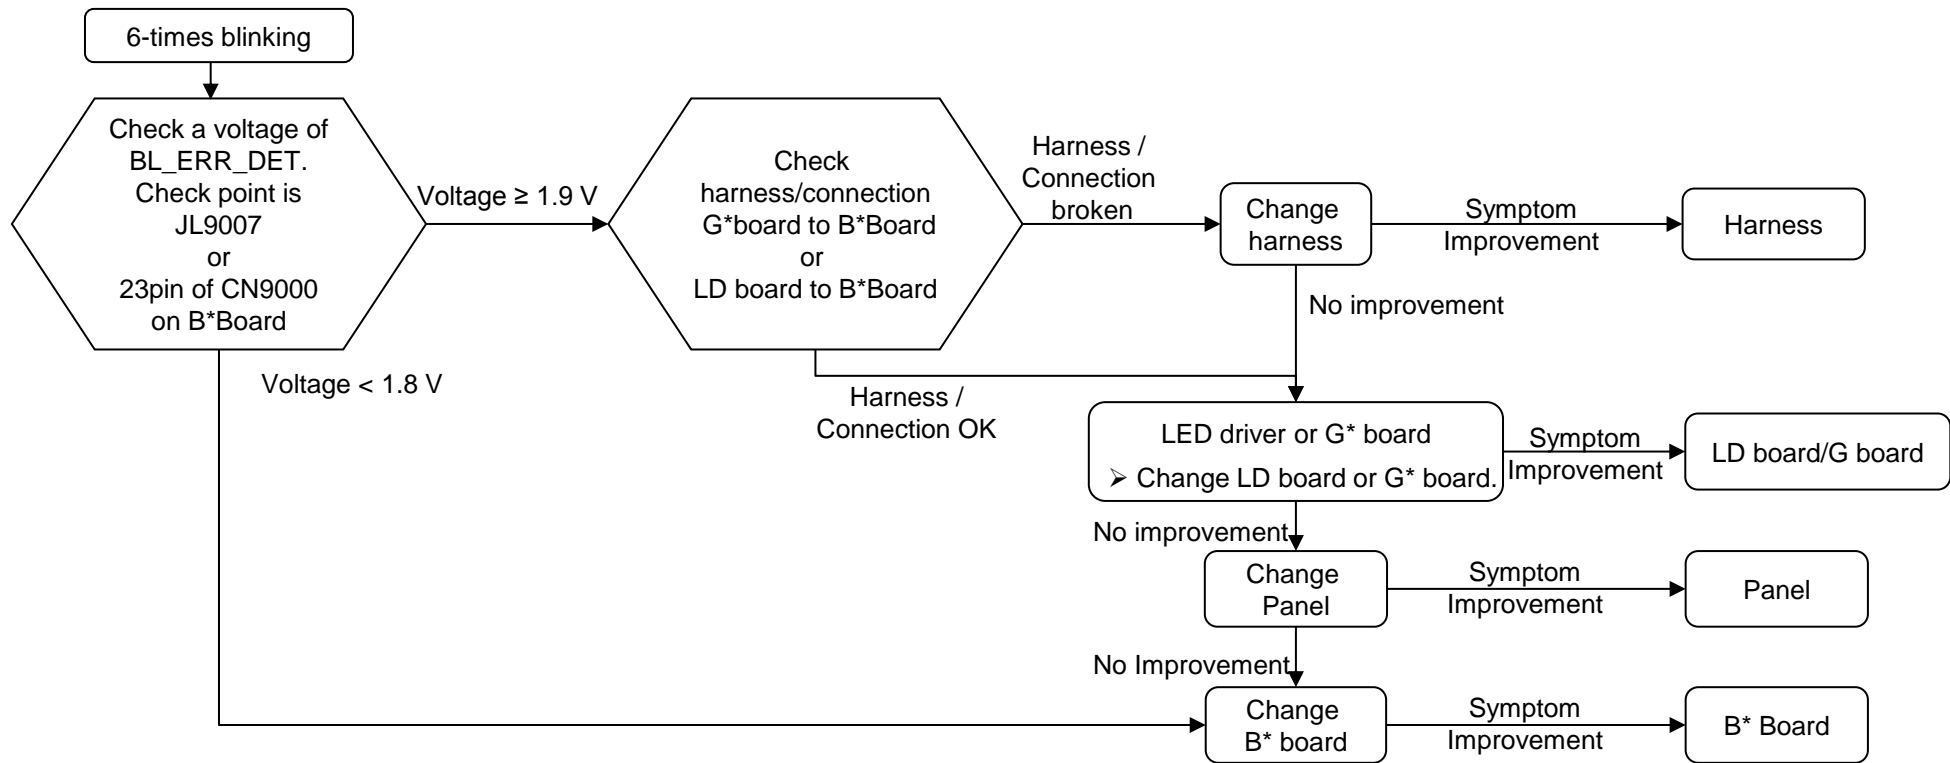 6-times blinking
Check a voltage of
BL_ERR_DET.
Check point is
JL9007
or
23pin of CN9000
on B*Board
Voltage ≥ 1.9 V
Voltage < 1.8 V
Check
harness/connection
G*board to B*Board
or
LD board to B*Board
Harness /
Connection
broken
Harness /
Connection OK
Change
harness
Symptom
Improvement
Harness
No improvement
LED driver or G* board
➢ Change LD board or G* board.
Symptom
Improvement
LD board/G board
No improvement
Change
Panel
Symptom
Improvement
Panel
No Improvement
Change
B* board
Symptom
Improvement
B* Board